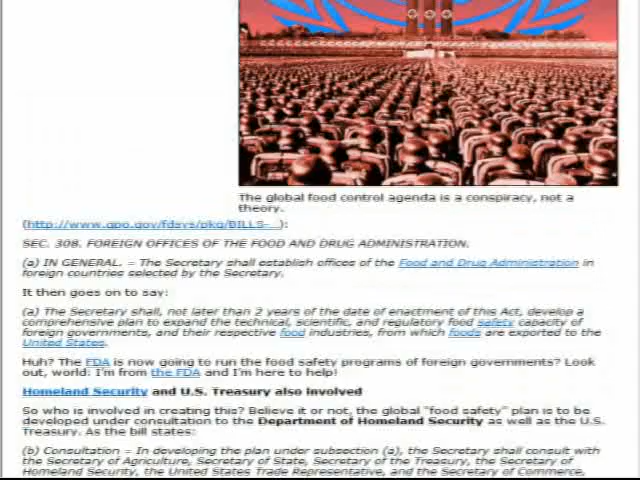 The global food control agenda is a conspiracy, not a
theory.
(http://www.gpo.gov/fdsys/pkg/BILLS-...):
SEC. 308. FOREIGN OFFICES OF THE FOOD AND DRUG ADMINISTRATION.
(a) IN GENERAL. = The Secretary shall establish offices of the Food and Drug Administration in
foreign countries selected by the Secretary.
It then goes on to say:
(a) The Secretary shall, not later than 2 years of the date of enactment of this Act, develop a
comprehensive plan to expand the technical, scientific, and regulatory food safety capacity of
foreign governments, and their respective food industries, from which foods are exported to the
United States.
Huh? The FDA is now going to run the food safety programs of foreign governments? Look
out, world: I'm from the FDA and I'm here to help!
Homeland Security and U.S. Treasury also involved
So who is involved in creating this? Believe it or not, the global "food safety" plan is to be
developed under consultation to the Department of Homeland Security as well as the U.S.
Treasury. As the bill states:
(b) Consultation = In developing the plan under subsection (a), the Secretary shall consult with
the Secretary of Agriculture, Secretary of State, Secretary of the Treasury, the Secretary of
Homeland Security, the United States Trade Representative, and the Secretary of Commerce,